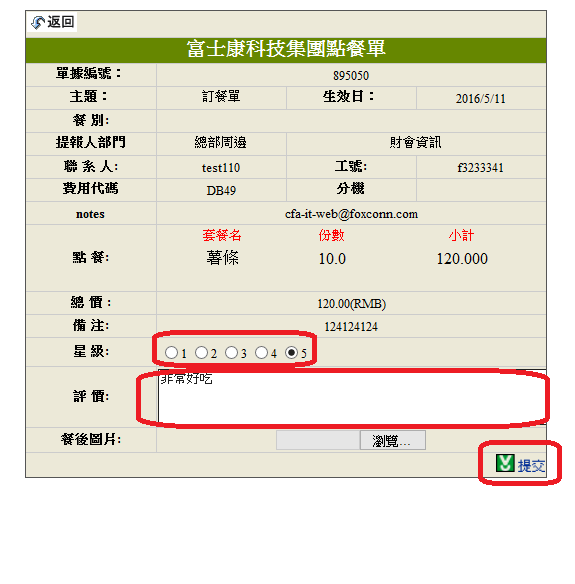 返回
富士康科技集團點餐單
單據編號： 895050
主題： 訂餐單 生效日： 2016/5/11
餐 別:
提報人部門 總部周邊 財會資訊
聯 系 人: test110 工號: f3233341
費用代碼 DB49 分機
notes cfa-it-web@foxconn.com
套餐名 份數 小計
點 餐: 薯條 10.0 120.000
總 價 : 120.00(RMB)
備 注: 124124124
星 級: 1 2 3 4 5
非常好吃
評 價:
餐後圖片: 瀏覽...
提交